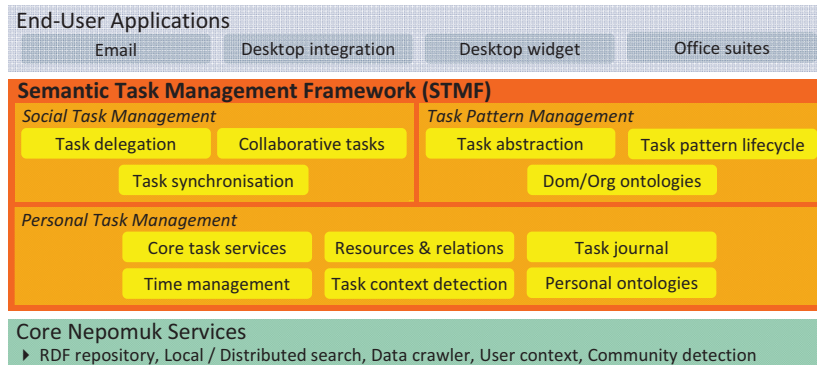 End-User Applications
Email Desktop integration Desktop widget Office suites
Semantic Task Management Framework (STMF)
Social Task Management
Task delegation Collaborative tasks
Task synchronisation
Task Pattern Management
Task abstraction Task pattern lifecycle
Dom/Org ontologies
Personal Task Management
Core task services Resources & relations Task journal
Time management Task context detection Personal ontologies
Core Nepomuk Services
RDF repository, Local / Distributed search, Data crawler, User context, Community detection